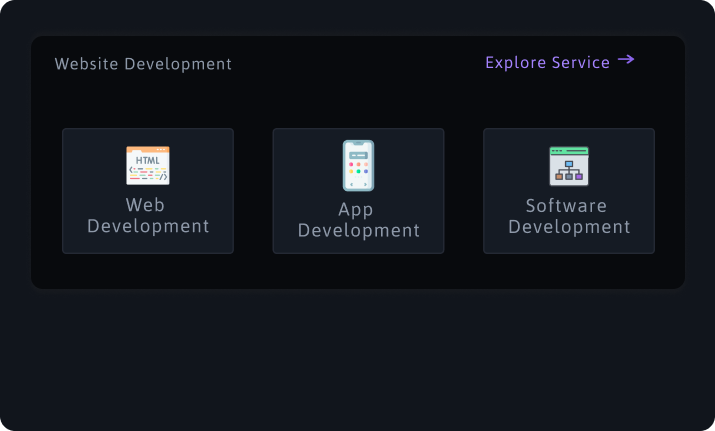 Website Development
Explore Service →
HTML
Web
Development
App
Development
Software
Development